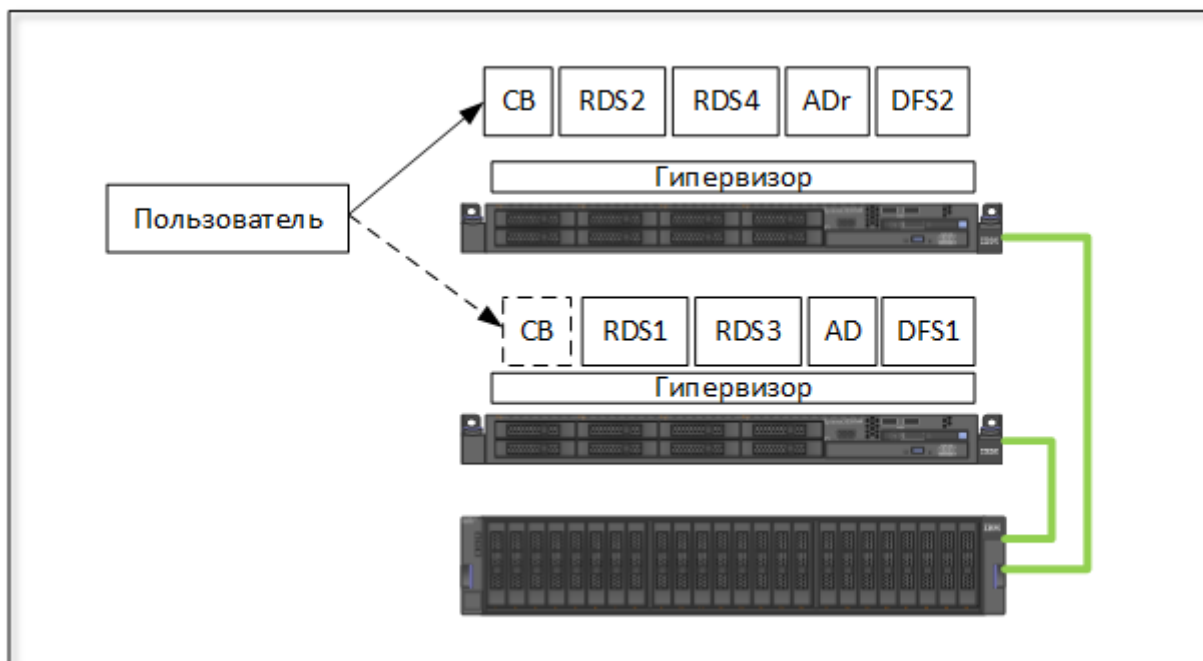 CB RDS2 RDS4 ADr DFS2
Гипервизор
Пользователь
CB RDS1 RDS3 AD DFS1
Гипервизор